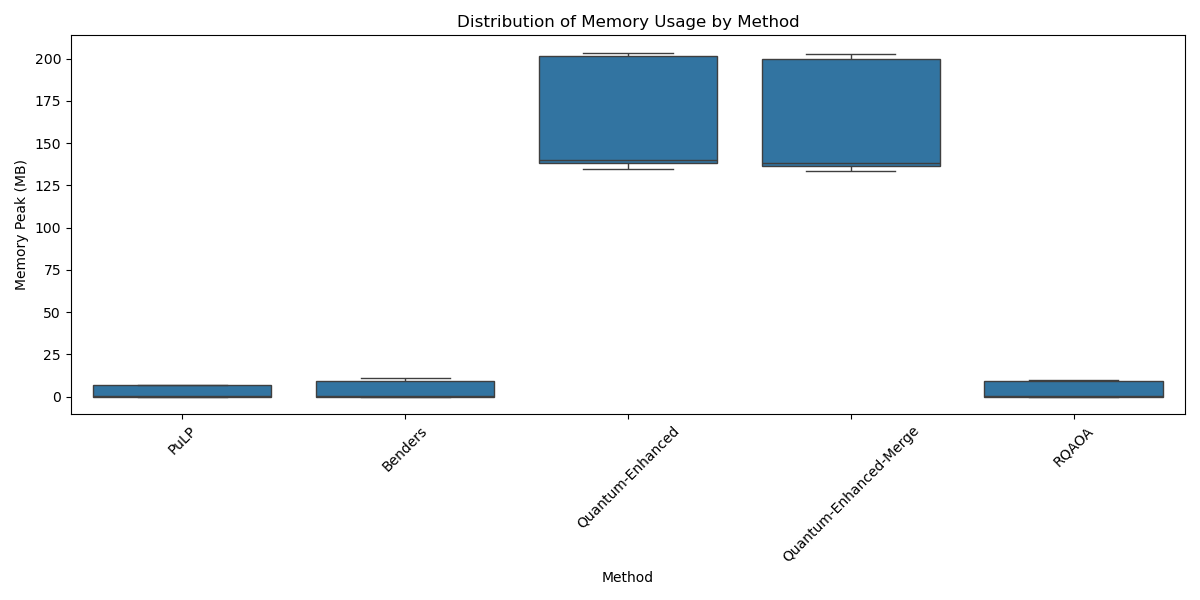 Distribution of Memory Usage by Method
Memory Peak (MB)
200
175
150
125
100
75
50
25
0
PuLP
Benders
Quantum-Enhanced
Quantum-Enhanced-Merge
RQAOA
Method